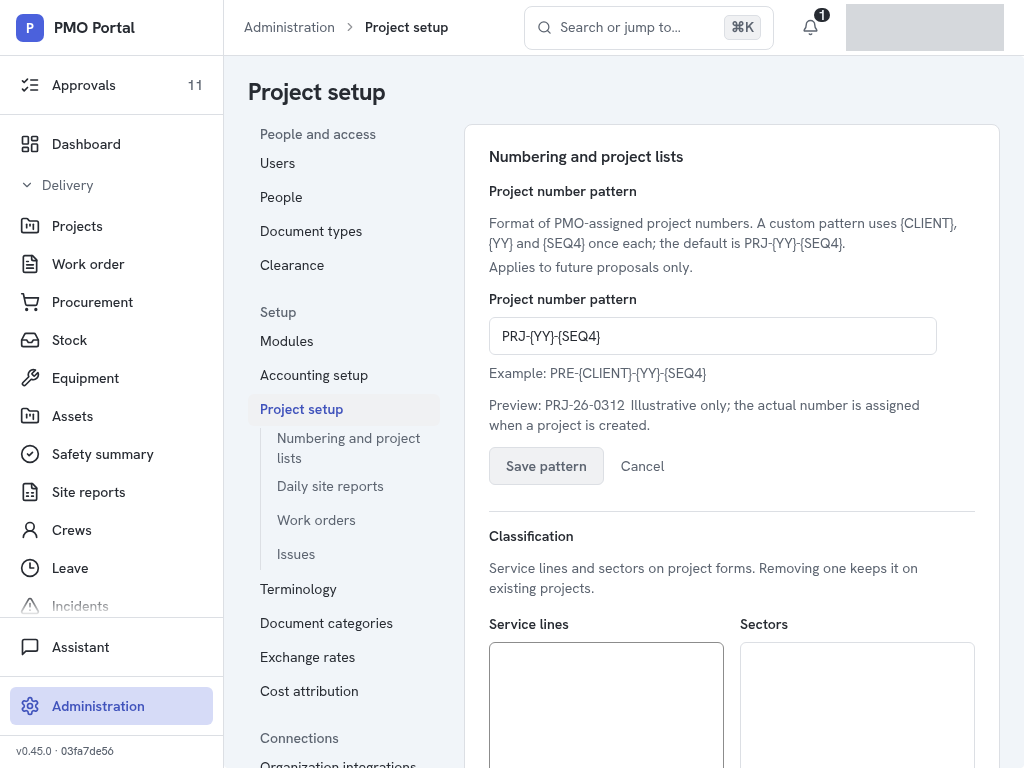 P PMO Portal
Administration > Project setup
Search or jump to... ⌘K
1
Approvals 11
Dashboard
Delivery
Projects
Work order
Procurement
Stock
Equipment
Assets
Safety summary
Site reports
Crews
Leave
Incidents
Assistant
Administration
v0.45.0 · 03fa7de56
Project setup
People and access
Users
People
Document types
Clearance
Setup
Modules
Accounting setup
Project setup
Numbering and project
lists
Daily site reports
Work orders
Issues
Terminology
Document categories
Exchange rates
Cost attribution
Connections
Organization integrations
Numbering and project lists
Project number pattern
Format of PMO-assigned project numbers. A custom pattern uses {CLIENT},
{YY} and {SEQ4} once each; the default is PRJ-{YY}-{SEQ4}.
Applies to future proposals only.
Project number pattern
PRJ-{YY}-{SEQ4}
Example: PRE-{CLIENT}-{YY}-{SEQ4}
Preview: PRJ-26-0312 Illustrative only; the actual number is assigned
when a project is created.
Save pattern Cancel
Classification
Service lines and sectors on project forms. Removing one keeps it on
existing projects.
Service lines Sectors